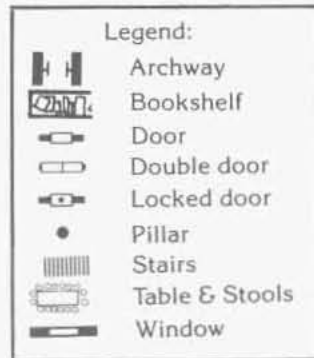 Legend:
Archway
Bookshelf
Door
Double door
Locked door
Pillar
Stairs
Table & Stools
Window